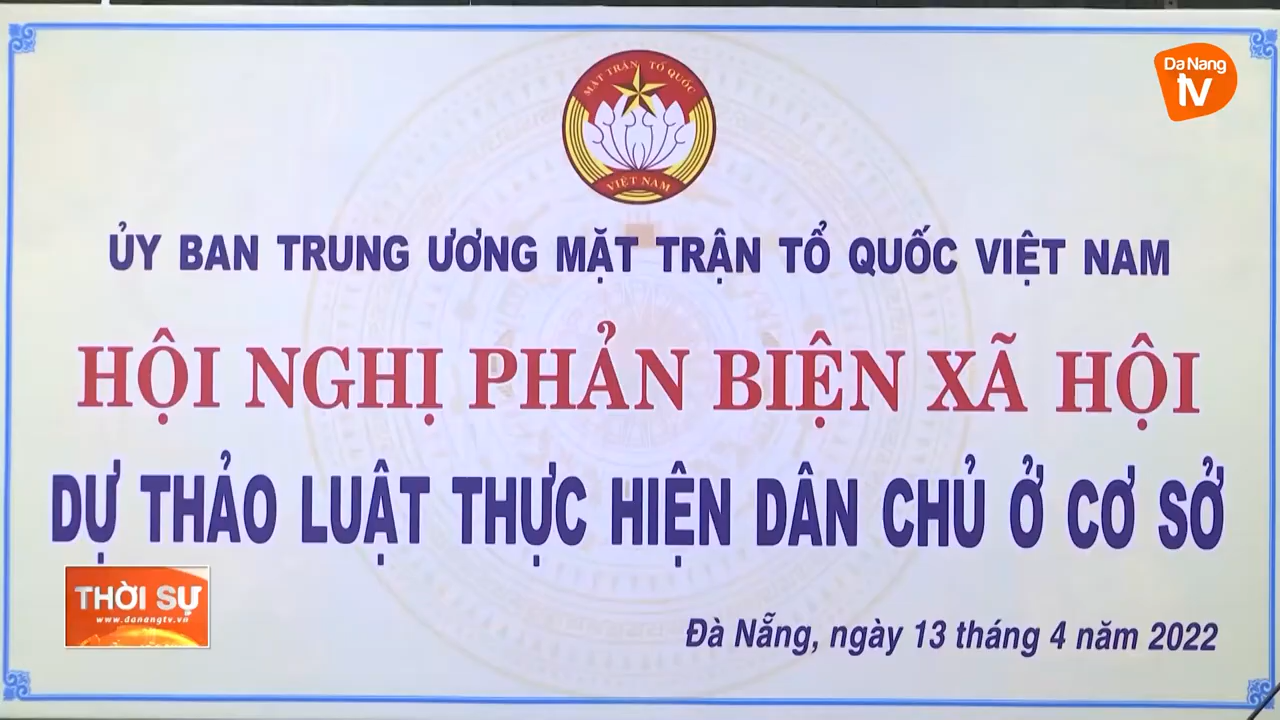 Da Nang
tv
MẶT TRẬN TỔ QUỐC
VIỆT NAM
ỦY BAN TRUNG ƯƠNG MẶT TRẬN TỔ QUỐC VIỆT NAM
HỘI NGHỊ PHẢN BIỆN XÃ HỘI
DỰ THẢO LUẬT THỰC HIỆN DÂN CHỦ Ở CƠ SỞ
THỜI SỰ
www.danangtv.vn
Đà Nẵng, ngày 13 tháng 4 năm 2022